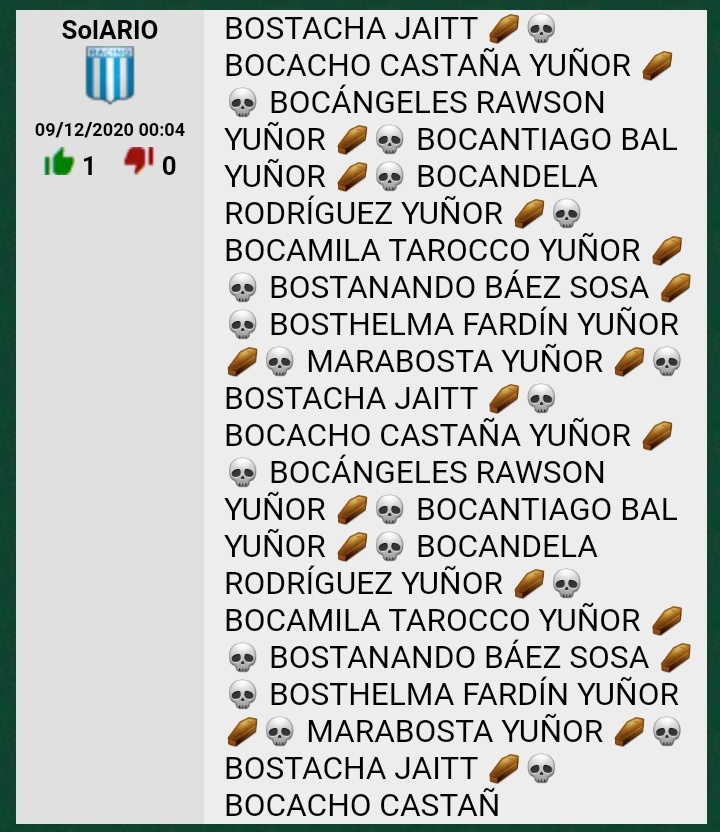 SolARIO
RACING
09/12/2020 00:04
1 0
BOSTACHA JAITT ⚰️💀
BOCACHO CASTAÑA YUÑOR ⚰️
💀 BOCÁNGELES RAWSON
YUÑOR ⚰️💀 BOCANTIAGO BAL
YUÑOR ⚰️💀 BOCANDELA
RODRÍGUEZ YUÑOR ⚰️💀
BOCAMILA TAROCCO YUÑOR ⚰️
💀 BOSTANANDO BÁEZ SOSA ⚰️
💀 BOSTHELMA FARDÍN YUÑOR
⚰️💀 MARABOSTA YUÑOR ⚰️💀
BOSTACHA JAITT ⚰️💀
BOCACHO CASTAÑA YUÑOR ⚰️
💀 BOCÁNGELES RAWSON
YUÑOR ⚰️💀 BOCANTIAGO BAL
YUÑOR ⚰️💀 BOCANDELA
RODRÍGUEZ YUÑOR ⚰️💀
BOCAMILA TAROCCO YUÑOR ⚰️
💀 BOSTANANDO BÁEZ SOSA ⚰️
💀 BOSTHELMA FARDÍN YUÑOR
⚰️💀 MARABOSTA YUÑOR ⚰️💀
BOSTACHA JAITT ⚰️💀
BOCACHO CASTAÑ